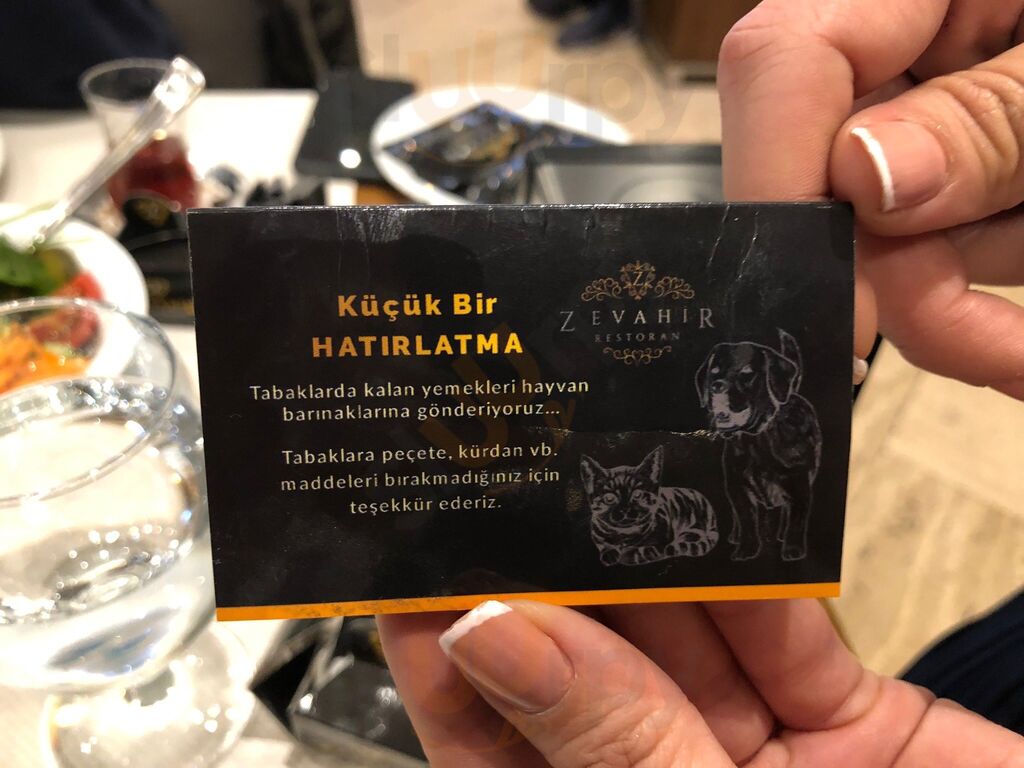 Küçük Bir
HATIRLATMA
Tabaklarda kalan yemekleri hayvan
barınaklarına gönderiyoruz...
Tabaklara peçete, kürdan vb.
maddeleri bırakmadığınız için
teşekkür ederiz.
Z
ZEVAHİR
RESTORAN